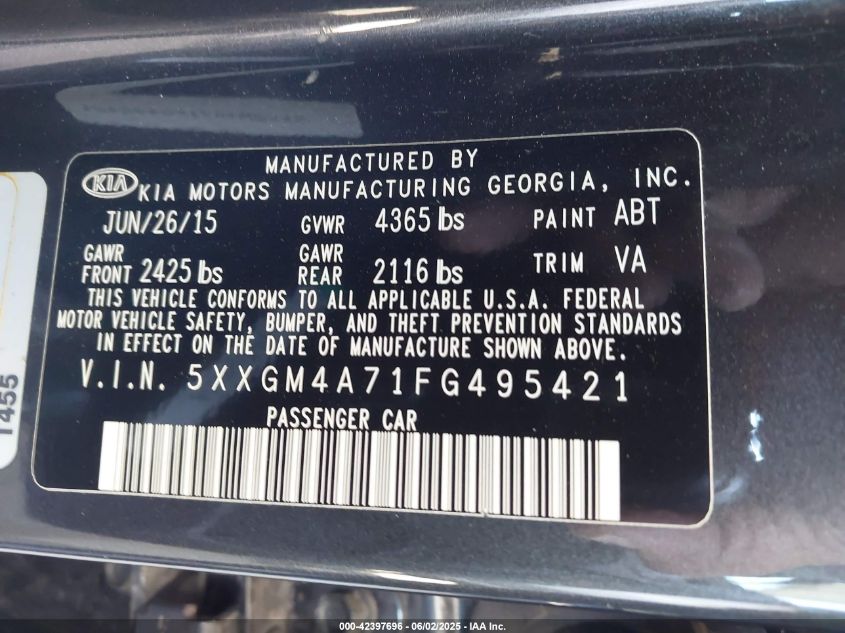 MANUFACTURED BY
KIA KIA MOTORS MANUFACTURING GEORGIA, INC.
JUN/26/15 GVWR 4365 lbs PAINT ABT
GAWR FRONT 2425 lbs GAWR REAR 2116 lbs TRIM VA
THIS VEHICLE CONFORMS TO ALL APPLICABLE U.S.A. FEDERAL
MOTOR VEHICLE SAFETY, BUMPER, AND THEFT PREVENTION STANDARDS
IN EFFECT ON THE DATE OF MANUFACTURE SHOWN ABOVE.
V.I.N. 5XXGM4A71FG495421
PASSENGER CAR
1455
000-42397696 - 06/02/2025 - IAA Inc.